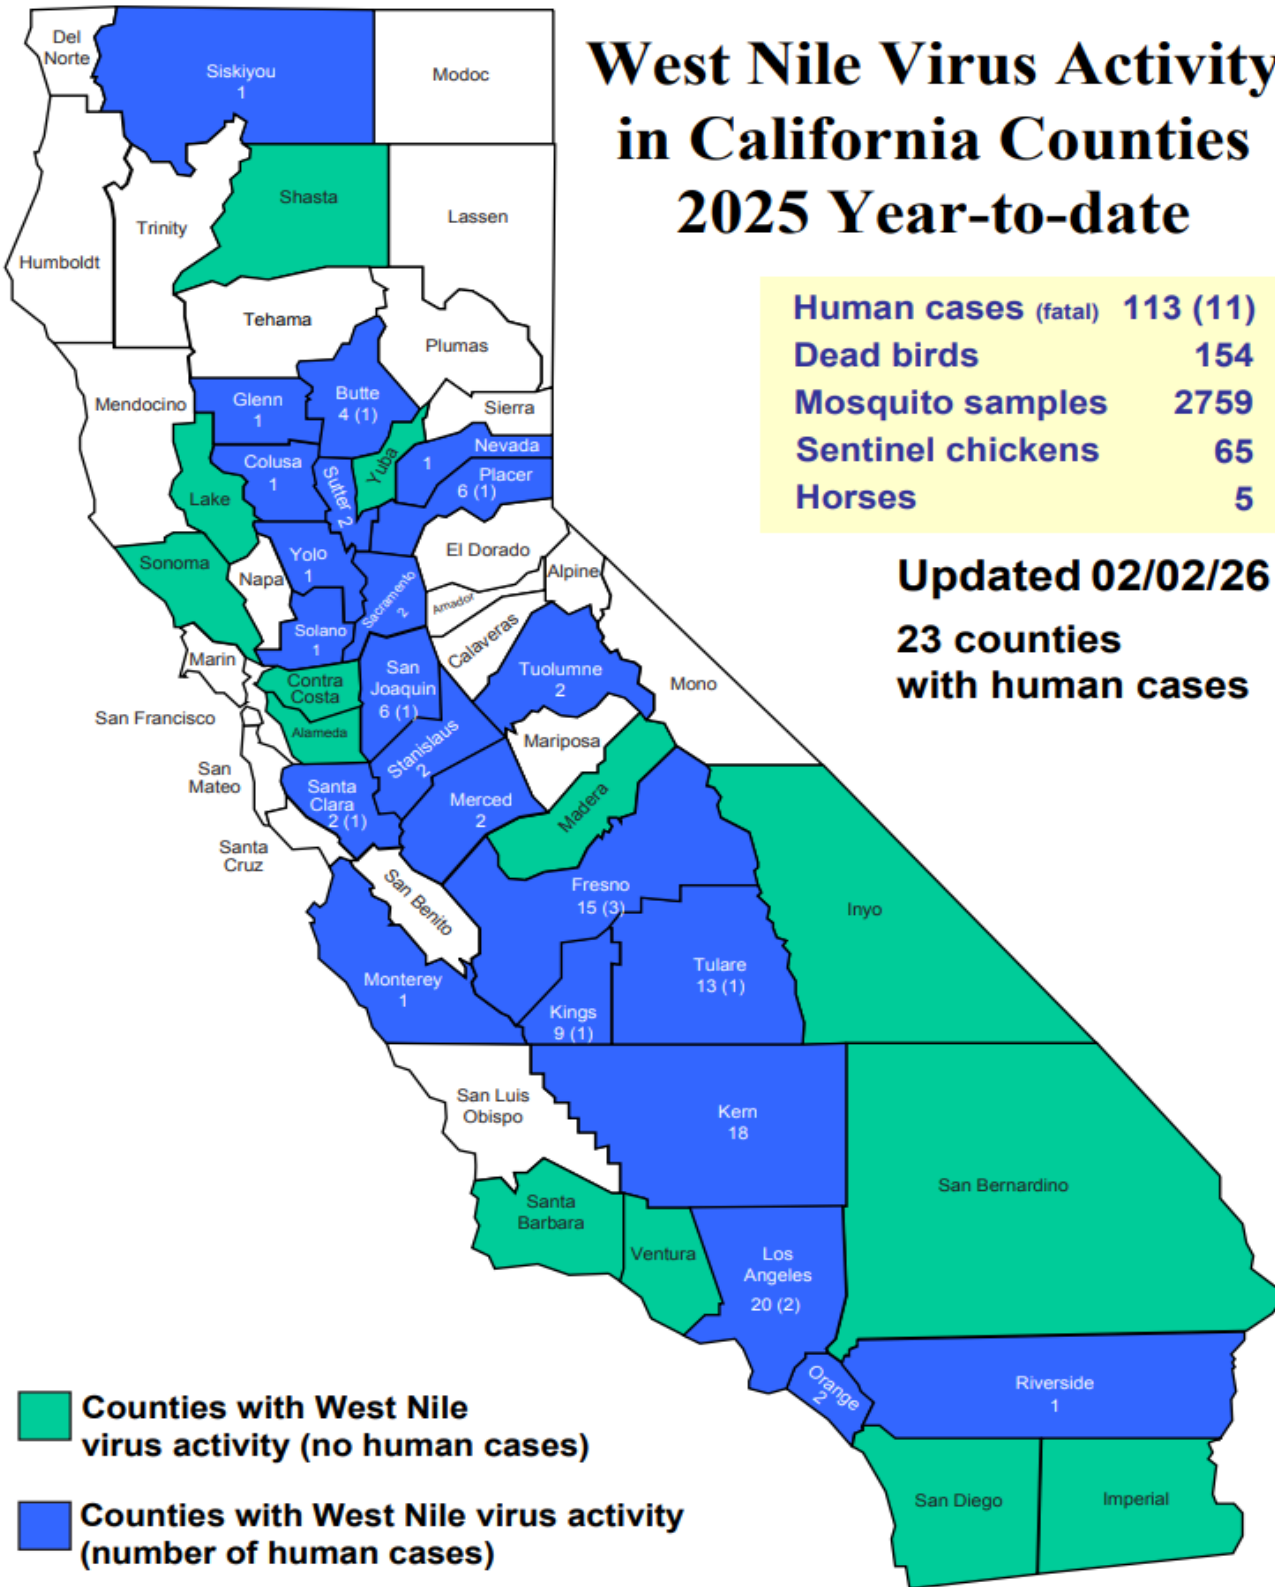 West Nile Virus Activity
in California Counties
2025 Year-to-date
Human cases (fatal) 113 (11)
Dead birds 154
Mosquito samples 2759
Sentinel chickens 65
Horses 5
Updated 02/02/26
23 counties
with human cases
Del
Norte
Siskiyou
1
Modoc
Shasta
Lassen
Trinity
Humboldt
Tehama
Plumas
Mendocino
Glenn
1
Butte
4 (1)
Sierra
Nevada
1
Colusa
1
Sutter 2
Yuba
Placer
6 (1)
Lake
El Dorado
Sonoma
Napa
Yolo
1
Sacramento
2
Alpine
Amador
Solano
1
Calaveras
Marin
Contra
Costa
San
Joaquin
6 (1)
Tuolumne
2
Mono
San Francisco
Alameda
Stanislaus
2
Mariposa
San
Mateo
Santa
Clara
2 (1)
Merced
2
Madera
Santa
Cruz
San Benito
Fresno
15 (3)
Inyo
Monterey
1
Kings
9 (1)
Tulare
13 (1)
San Luis
Obispo
Kern
18
San Bernardino
Santa
Barbara
Ventura
Los
Angeles
20 (2)
Orange
2
Riverside
1
San Diego
Imperial
Counties with West Nile
virus activity (no human cases)
Counties with West Nile virus activity
(number of human cases)